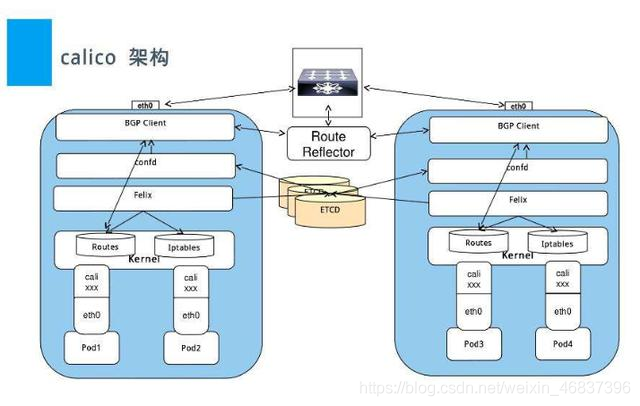 calico 架构
eth0
BGP Client
confd
Felix
Routes
Iptables
Kernel
cali
xxx
cali
xxx
eth0
eth0
Pod1
Pod2
Route
Reflector
ETCD
ETCD
eth0
BGP Client
confd
Felix
Routes
Iptables
Kernel
cali
xxx
cali
xxx
eth0
eth0
Pod3
Pod4
https://blog.csdn.net/weixin_46837396